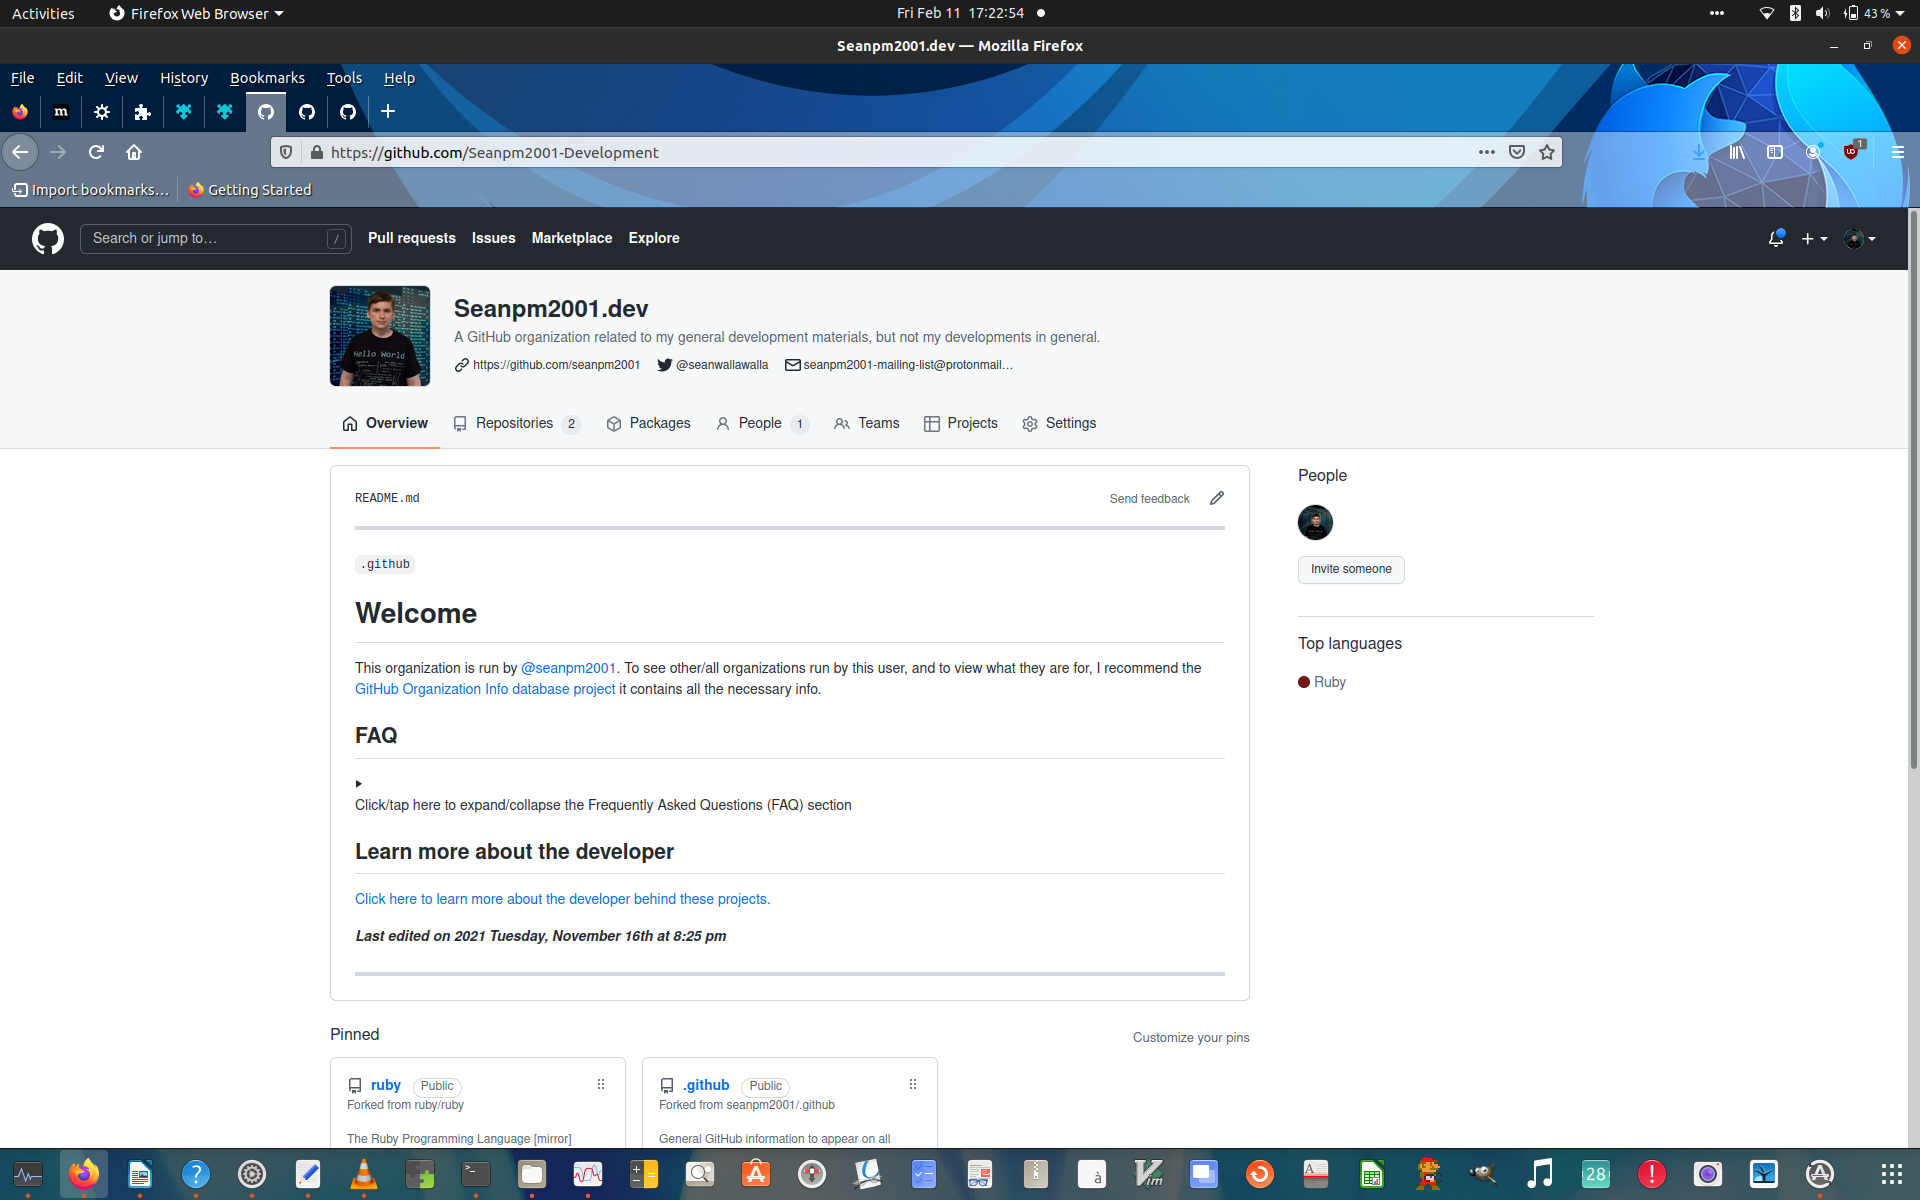 Activities
Firefox Web Browser
Fri Feb 11 17:22:54
43 %
Seanpm2001.dev — Mozilla Firefox
File Edit View History Bookmarks Tools Help
m
https://github.com/Seanpm2001-Development
1
Import bookmarks...
Getting Started
Search or jump to…
/
Pull requests Issues Marketplace Explore
Hello World
Seanpm2001.dev
A GitHub organization related to my general development materials, but not my developments in general.
https://github.com/seanpm2001 @seanwallawalla seanpm2001-mailing-list@protonmail…
Overview Repositories 2 Packages People 1 Teams Projects Settings
README.md
Send feedback
.github
Welcome
This organization is run by @seanpm2001. To see other/all organizations run by this user, and to view what they are for, I recommend the
GitHub Organization Info database project it contains all the necessary info.
FAQ
Click/tap here to expand/collapse the Frequently Asked Questions (FAQ) section
Learn more about the developer
Click here to learn more about the developer behind these projects.
Last edited on 2021 Tuesday, November 16th at 8:25 pm
People
Invite someone
Top languages
Ruby
Pinned
Customize your pins
ruby Public
Forked from ruby/ruby
The Ruby Programming Language [mirror]
.github Public
Forked from seanpm2001/.github
General GitHub information to appear on all
28